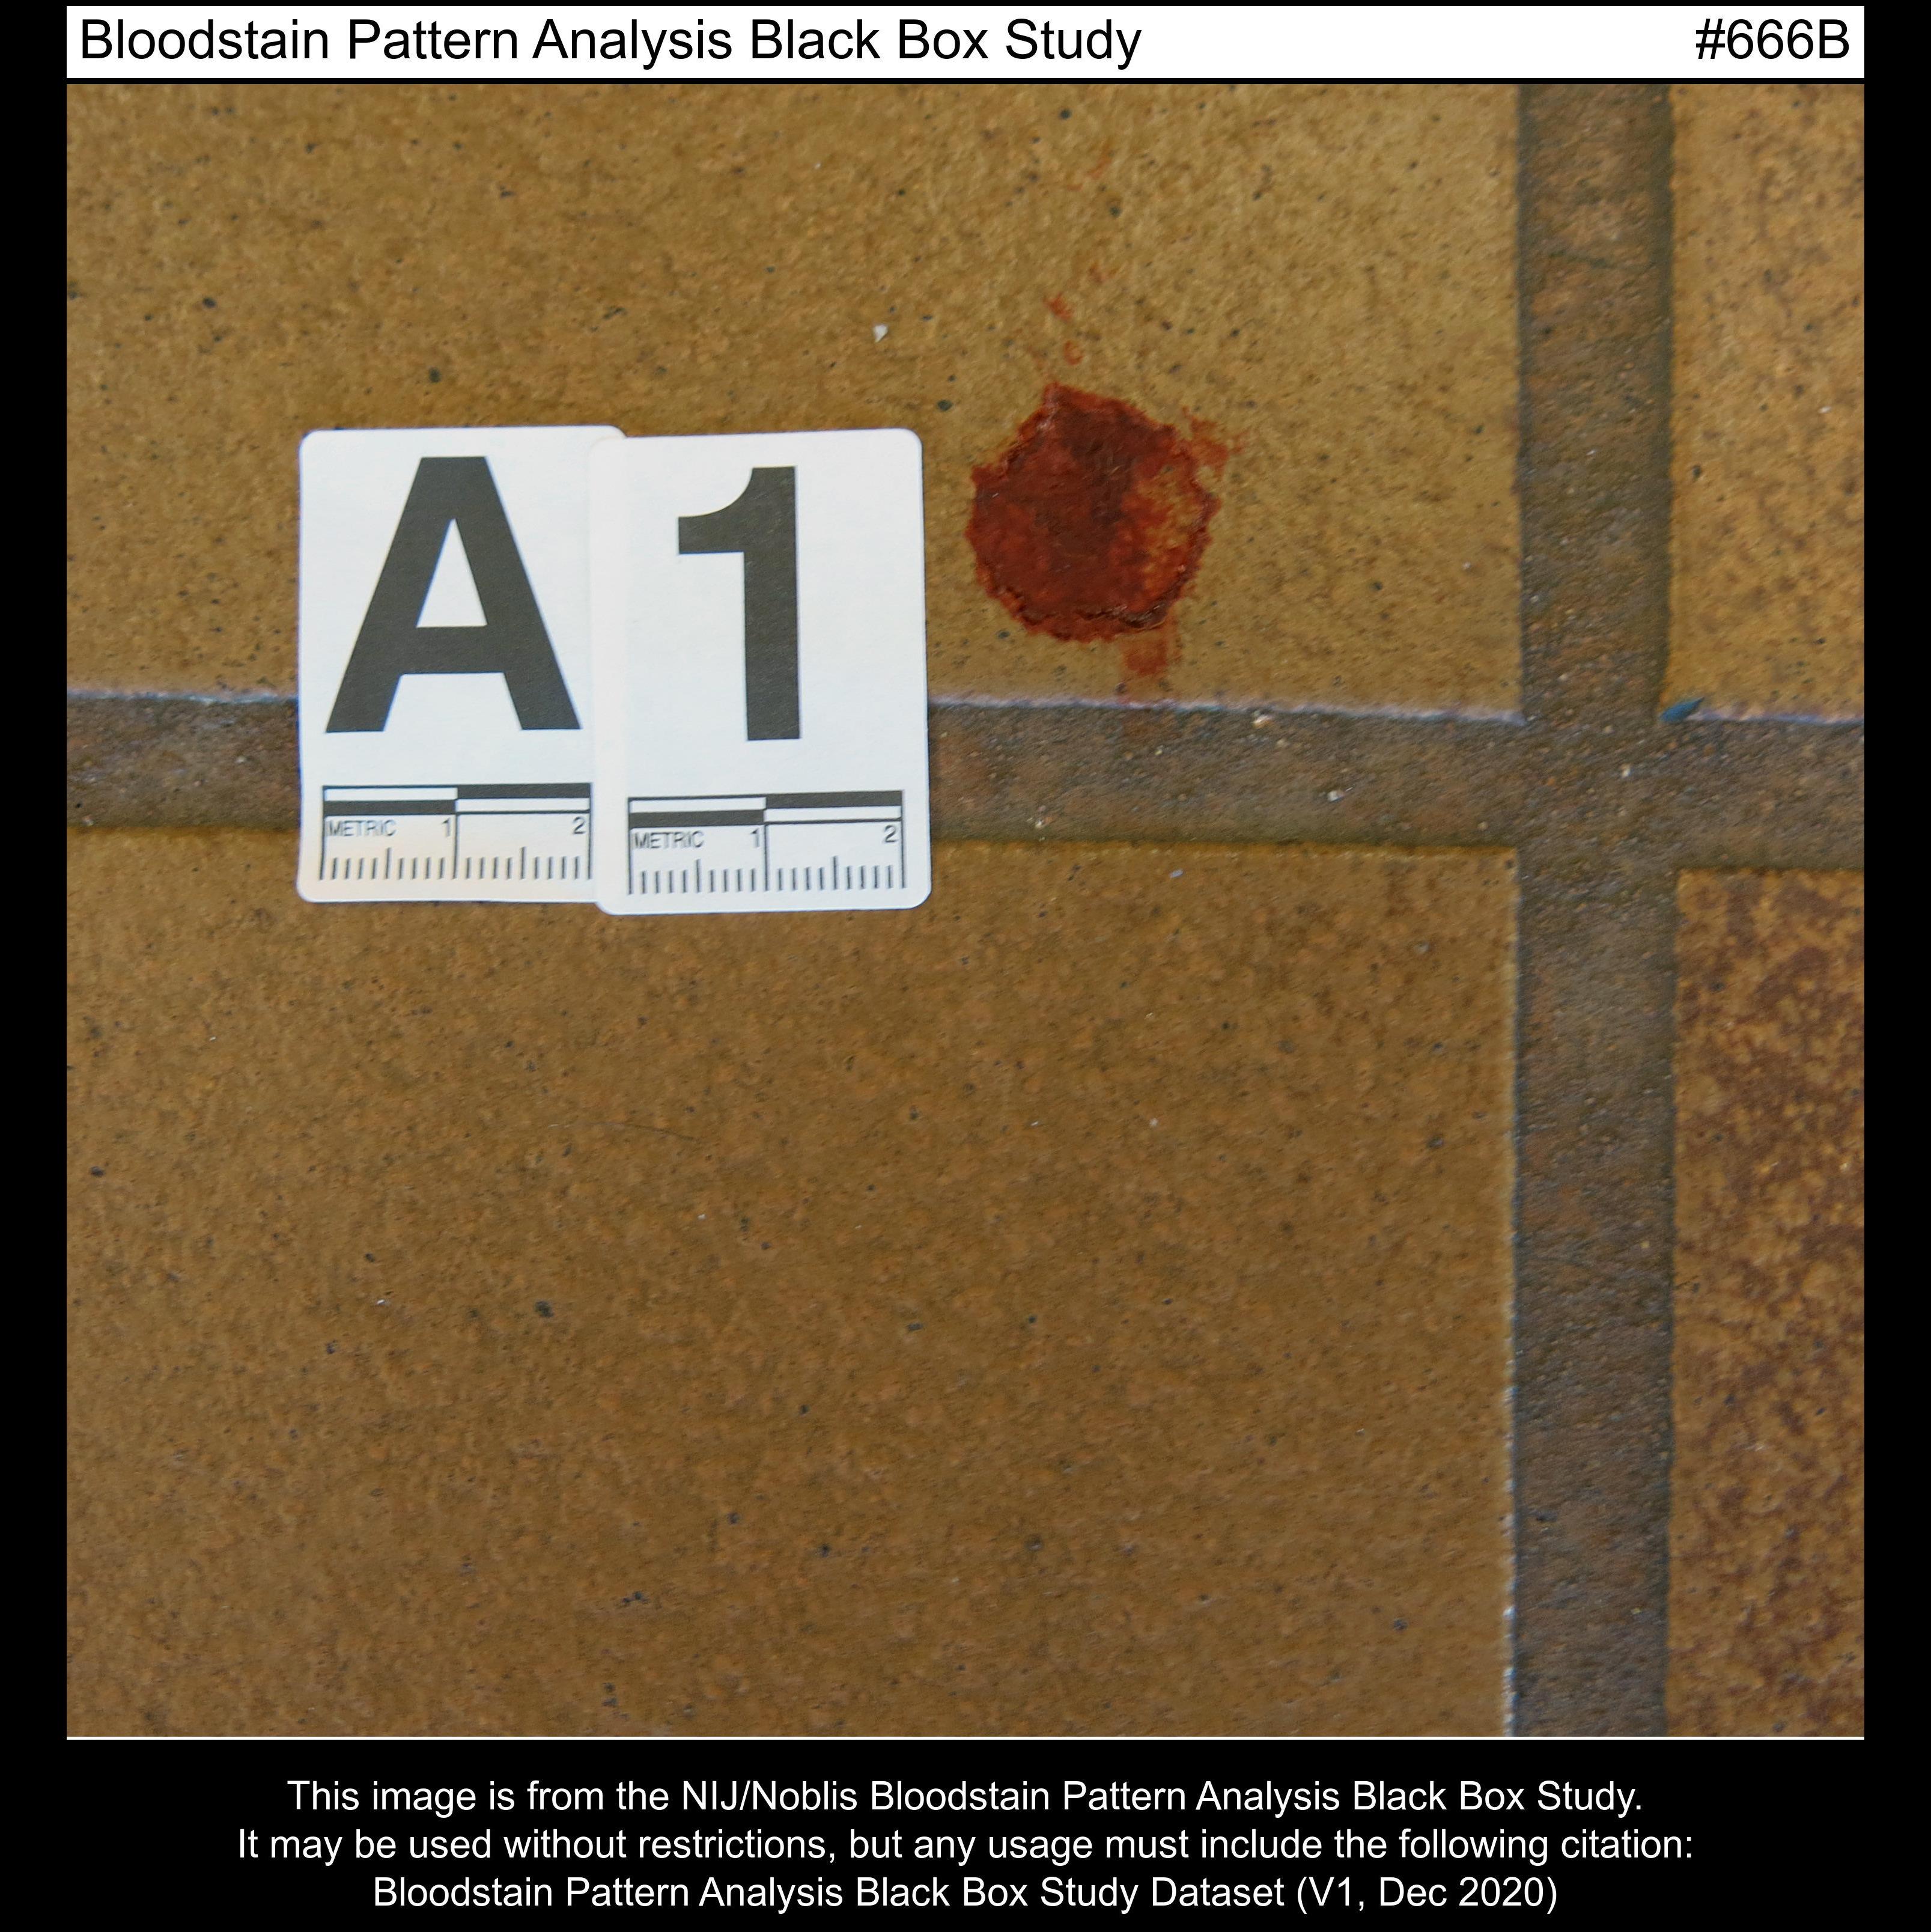 Bloodstain Pattern Analysis Black Box Study #666B
A 1
METRIC 1 2 METRIC 1 2
This image is from the NIJ/Noblis Bloodstain Pattern Analysis Black Box Study.
It may be used without restrictions, but any usage must include the following citation:
Bloodstain Pattern Analysis Black Box Study Dataset (V1, Dec 2020)